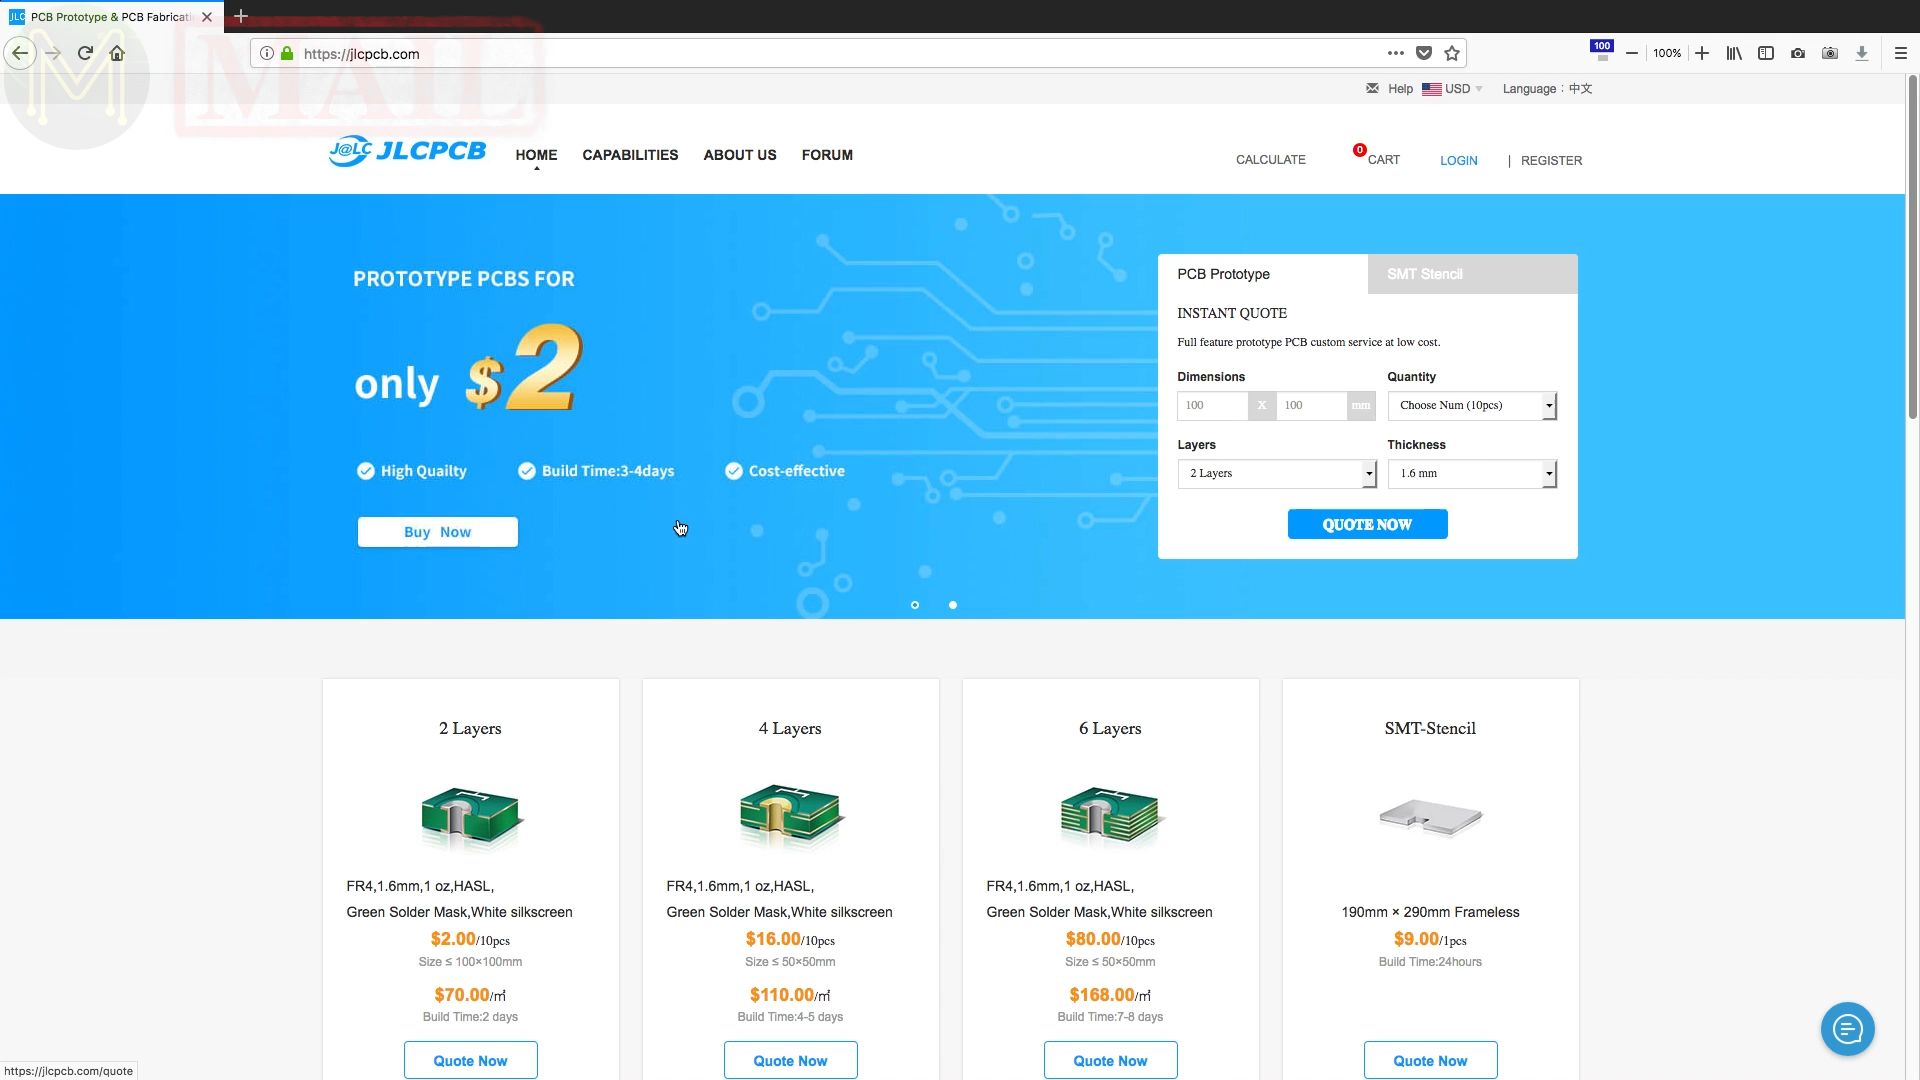 JLC PCB Prototype & PCB Fabricati
https://jlcpcb.com
100
100%
MAIL
Help USD Language : 中文
J@LC JLCPCB
HOME CAPABILITIES ABOUT US FORUM
CALCULATE 0 CART LOGIN | REGISTER
PROTOTYPE PCBS FOR
only $2
High Quailty Build Time:3-4days Cost-effective
Buy Now
PCB Prototype SMT Stencil
INSTANT QUOTE
Full feature prototype PCB custom service at low cost.
Dimensions Quantity
100 X 100 mm Choose Num (10pcs)
Layers Thickness
2 Layers 1.6 mm
QUOTE NOW
2 Layers
FR4,1.6mm,1 oz,HASL,
Green Solder Mask,White silkscreen
$2.00/10pcs
Size ≤ 100×100mm
$70.00/㎡
Build Time:2 days
Quote Now
4 Layers
FR4,1.6mm,1 oz,HASL,
Green Solder Mask,White silkscreen
$16.00/10pcs
Size ≤ 50×50mm
$110.00/㎡
Build Time:4-5 days
Quote Now
6 Layers
FR4,1.6mm,1 oz,HASL,
Green Solder Mask,White silkscreen
$80.00/10pcs
Size ≤ 50×50mm
$168.00/㎡
Build Time:7-8 days
Quote Now
SMT-Stencil
190mm × 290mm Frameless
$9.00/1pcs
Build Time:24hours
Quote Now
https://jlcpcb.com/quote